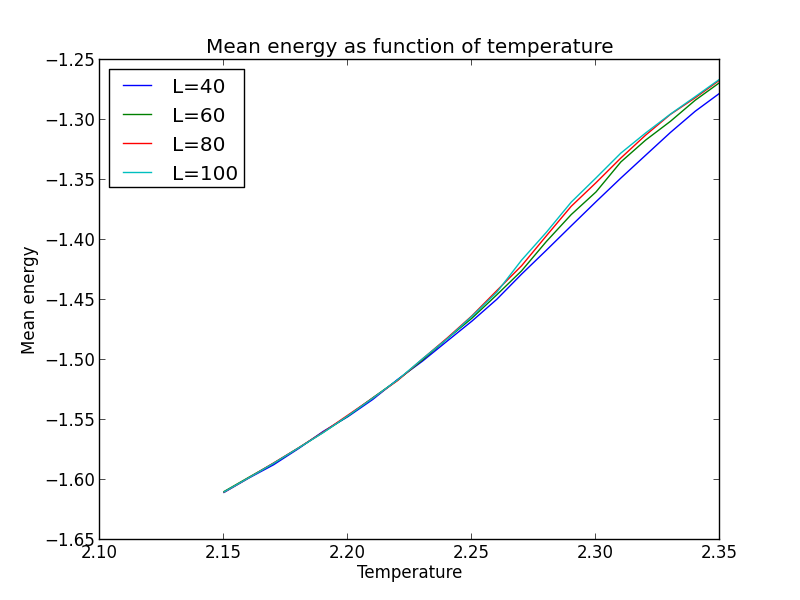 Mean energy as function of temperature
−1.25
−1.30
−1.35
−1.40
−1.45
−1.50
−1.55
−1.60
−1.65
Mean energy
L=40
L=60
L=80
L=100
2.10 2.15 2.20 2.25 2.30 2.35
Temperature